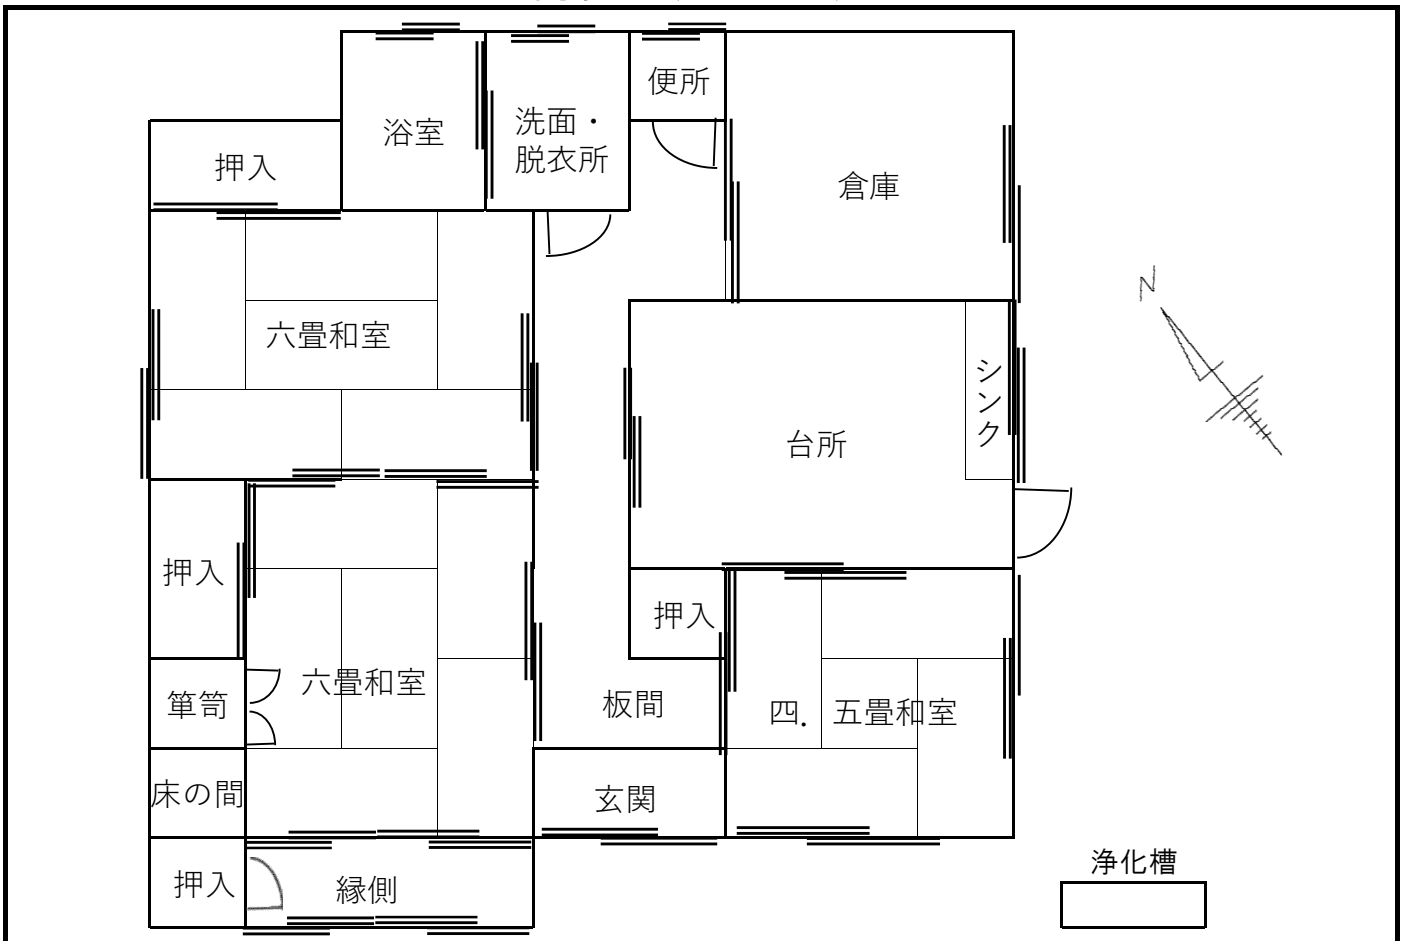 便所
浴室
洗面・
脱衣所
押入
倉庫
N
六畳和室
シンク
台所
押入
押入
六畳和室
箪笥
板間
四．五畳和室
床の間
玄関
浄化槽
押入
縁側